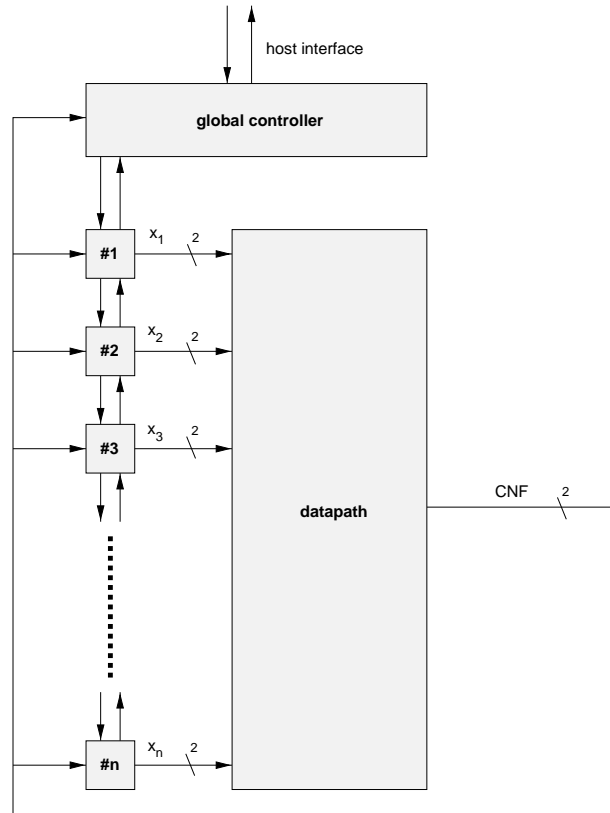 host interface
global controller
#1
x1
2
#2
x2
2
#3
x3
2
datapath
CNF
2
#n
xn
2